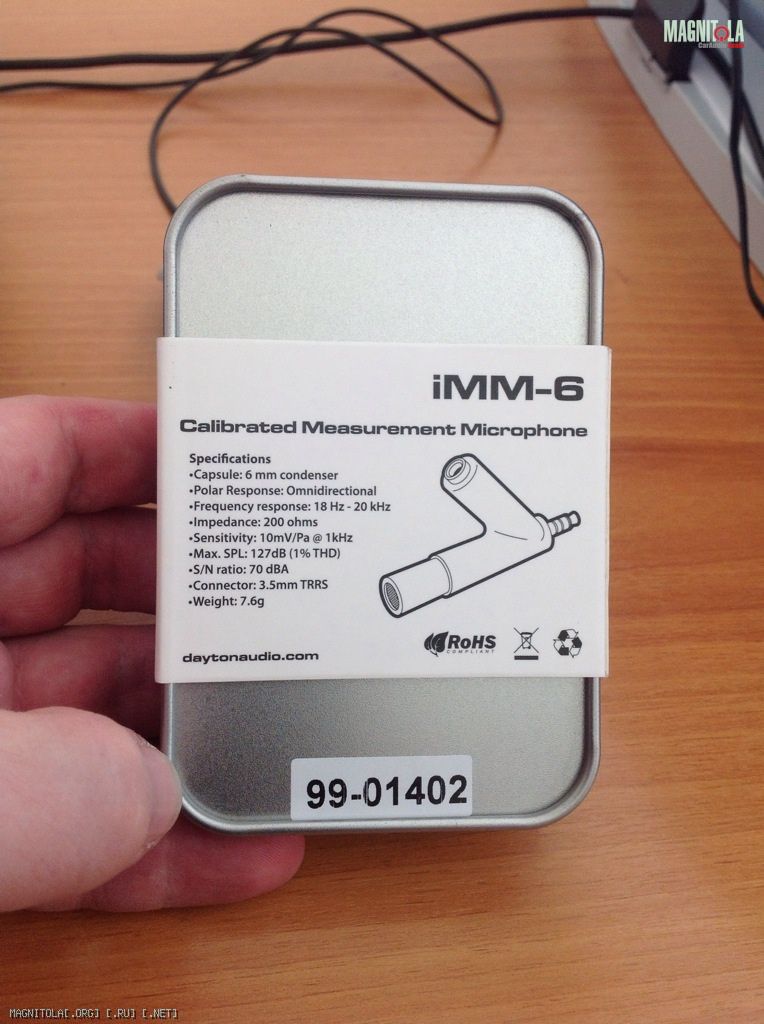 MAGNITOLA
CarAudio
iMM-6
Calibrated Measurement Microphone
Specifications
•Capsule: 6 mm condenser
•Polar Response: Omnidirectional
•Frequency response: 18 Hz - 20 kHz
•Impedance: 200 ohms
•Sensitivity: 10mV/Pa @ 1kHz
•Max. SPL: 127dB (1% THD)
•S/N ratio: 70 dBA
•Connector: 3.5mm TRRS
•Weight: 7.6g
daytonaudio.com
RoHS
COMPLIANT
99-01402
MAGNITOLA[.ORG] [.RU] [.NET]